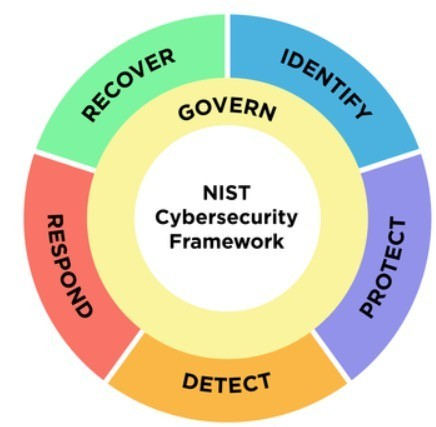 RECOVER
IDENTIFY
GOVERN
NIST
Cybersecurity
Framework
RESPOND
PROTECT
DETECT